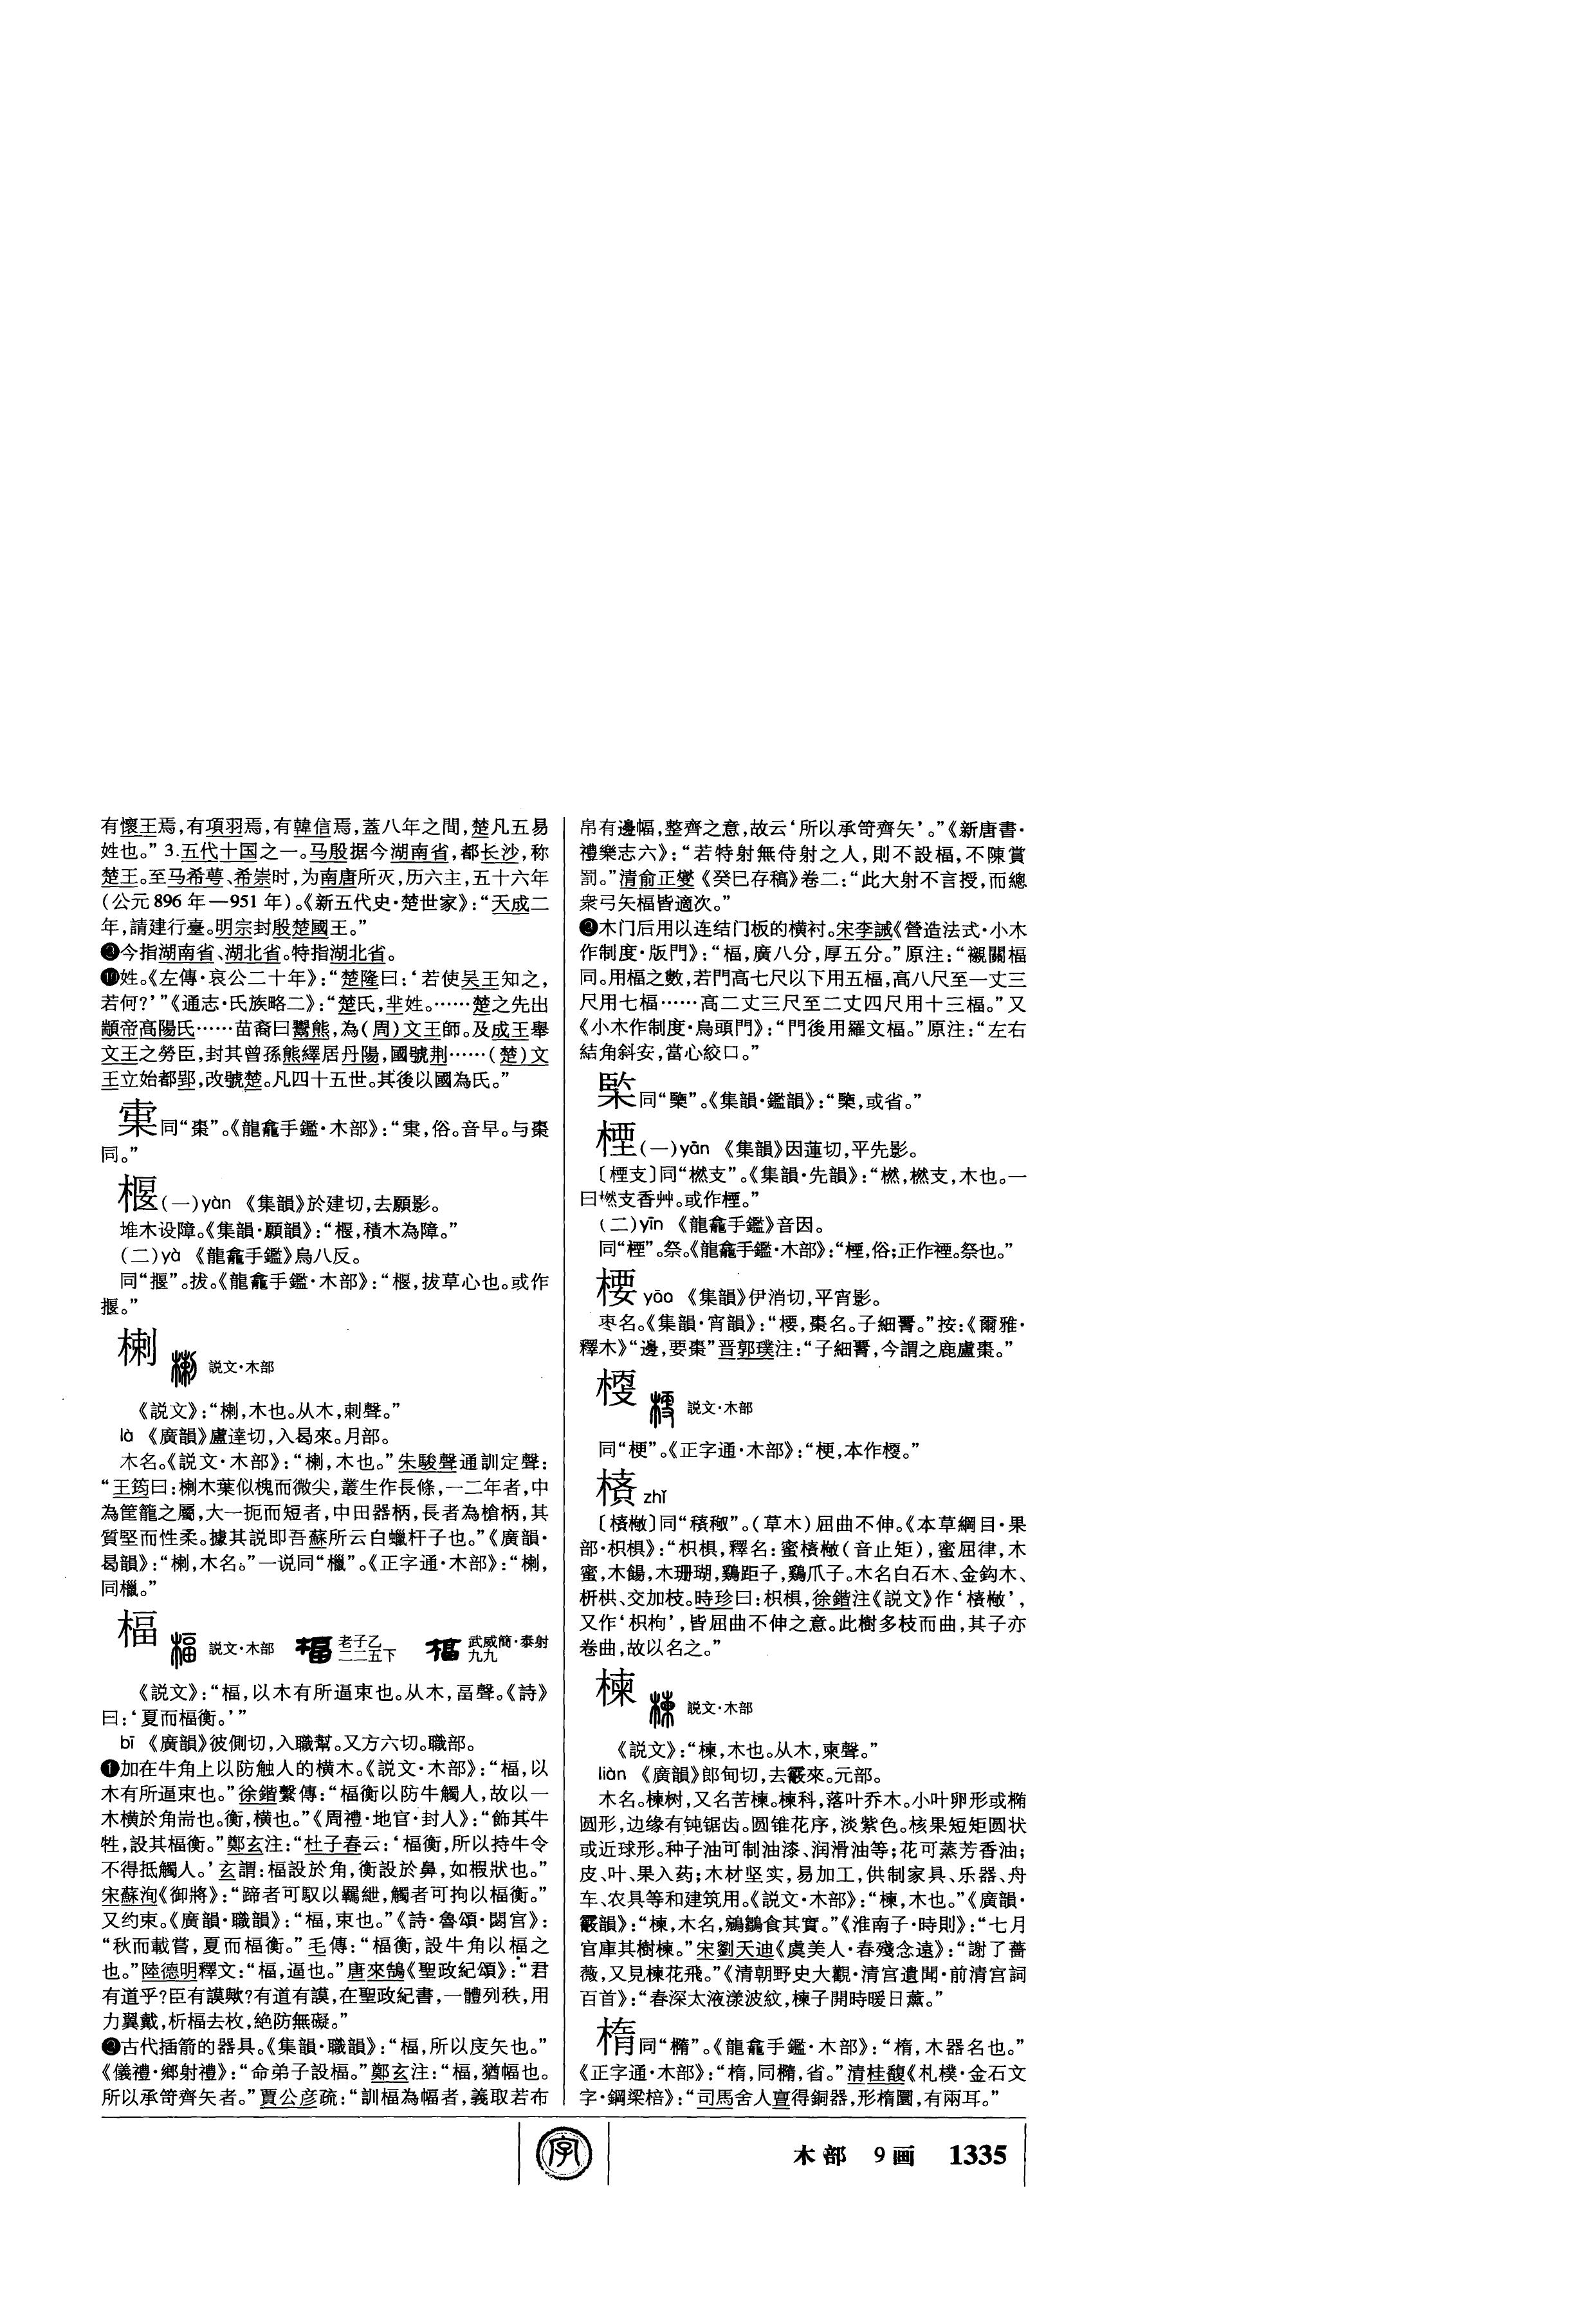 有懷王焉，有項羽焉，有韓信焉，蓋八年之間，楚凡五易
姓也。” 3.五代十国之一。马殷据今湖南省，都长沙，称
楚王。至马希萼、希崇时，为南唐所灭，历六主，五十六年
(公元896年—951年)。《新五代史·楚世家》：“天成二
年，請建行臺。明宗封殷楚國王。”
❾今指湖南省、湖北省。特指湖北省。
❿姓。《左傳·哀公二十年》：“楚隆曰：‘若使吴王知之，
若何？’”《通志·氏族略二》：“楚氏，芈姓。……楚之先出
顓帝高陽氏……苗裔曰鬻熊，為(周)文王師。及成王舉
文王之勞臣，封其曾孫熊繹居丹陽，國號荆……(楚)文
王立始都郢，改號楚。凡四十五世。其後以國為氏。”
同“棗”。《龍龕手鑑·木部》：“，俗。音早。与棗
同。”
椻(一)yàn 《集韻》於建切，去願影。
堆木设障。《集韻·願韻》：“椻，積木為障。”
(二)yà 《龍龕手鑑》烏八反。
同“揠”。拔。《龍龕手鑑·木部》：“椻，拔草心也。或作
揠。”
楋 説文·木部
《説文》：“楋，木也。从木，剌聲。”
là 《廣韻》盧達切，入曷來。月部。
木名。《説文·木部》：“楋，木也。”朱駿聲通訓定聲：
“王筠曰：楋木葉似槐而微尖，叢生作長條，一二年者，中
為筐籠之屬，大一扼而短者，中田器柄，長者為槍柄，其
質堅而性柔。據其説即吾蘇所云白蠟杆子也。”《廣韻·
曷韻》：“楋，木名。”一说同“櫴”。《正字通·木部》：“楋，
同櫴。”
楅 説文·木部 老子乙二二五下 武威簡·泰射九九
《説文》：“楅，以木有所逼束也。从木，畐聲。《詩》
曰：‘夏而楅衡。’”
bī 《廣韻》彼側切，入職幫。又方六切。職部。
❶加在牛角上以防触人的横木。《説文·木部》：“楅，以
木有所逼束也。”徐鍇繫傳：“楅衡以防牛觸人，故以一
木横於角耑也。衡，横也。”《周禮·地官·封人》：“飾其牛
牲，設其楅衡。”鄭玄注：“杜子春云：‘楅衡，所以持牛令
不得抵觸人。’玄謂：楅設於角，衡設於鼻，如椵狀也。”
宋蘇洵《御將》：“蹄者可馭以羈紲，觸者可拘以楅衡。”
又约束。《廣韻·職韻》：“楅，束也。”《詩·魯頌·閟宫》：
“秋而載嘗，夏而楅衡。”毛傳：“楅衡，設牛角以楅之
也。”陸德明釋文：“楅，逼也。”唐來鵠《聖政紀頌》：“君
有道乎？臣有謨歟？有道有謨，在聖政紀書，一體列秩，用
力翼戴，析楅去枚，絶防無礙。”
❷古代插箭的器具。《集韻·職韻》：“楅，所以庋矢也。”
《儀禮·鄉射禮》：“命弟子設楅。”鄭玄注：“楅，猶幅也。
所以承笴齊矢者。”賈公彦疏：“訓楅為幅者，義取若布
帛有邊幅，整齊之意，故云‘所以承笴齊矢’。”《新唐書·
禮樂志六》：“若特射無侍射之人，則不設楅，不陳賞
罰。”清俞正燮《癸巳存稿》卷二：“此大射不言授，而總
衆弓矢楅皆適次。”
❸木门后用以连结门板的横衬。宋李誡《營造法式·小木
作制度·版門》：“楅，廣八分，厚五分。”原注：“襯關楅
同。用楅之數，若門高七尺以下用五楅，高八尺至一丈三
尺用七楅……高二丈三尺至二丈四尺用十三楅。”又
《小木作制度·烏頭門》：“門後用羅文楅。”原注：“左右
結角斜安，當心絞口。”
同“”。《集韻·鑑韻》：“，或省。”
㮒(一)yān 《集韻》因蓮切，平先影。
〔㮒支〕同“橪支”。《集韻·先韻》：“橪，橪支，木也。一
曰橪支香艸。或作㮒。”
(二)yīn 《龍龕手鑑》音因。
同“禋”。祭。《龍龕手鑑·木部》：“㮒，俗；正作禋。祭也。”
楆 yāo 《集韻》伊消切，平宵影。
枣名。《集韻·宵韻》：“楆，棗名。子細胷。”按：《爾雅·
釋木》“邊，要棗”晋郭璞注：“子細胷，今謂之鹿盧棗。”
㮴 説文·木部
同“梗”。《正字通·木部》：“梗，本作㮴。”
zhǐ
〔〕同“”。(草木)屈曲不伸。《本草綱目·果
部·枳椇》：“枳椇，釋名：蜜(音止矩)，蜜屈律，木
蜜，木餳，木珊瑚，鷄距子，鷄爪子。木名白石木、金鈎木、
枅栱、交加枝。時珍曰：枳椇，徐鍇注《説文》作‘’，
又作‘枳枸’，皆屈曲不伸之意。此樹多枝而曲，其子亦
卷曲，故以名之。”
楝 説文·木部
《説文》：“楝，木也。从木，柬聲。”
liàn 《廣韻》郎甸切，去霰來。元部。
木名。楝树，又名苦楝。楝科，落叶乔木。小叶卵形或椭
圆形，边缘有钝锯齿。圆锥花序，淡紫色。核果短矩圆状
或近球形。种子油可制油漆、润滑油等；花可蒸芳香油；
皮、叶、果入药；木材坚实，易加工，供制家具、乐器、舟
车、农具等和建筑用。《説文·木部》：“楝，木也。”《廣韻·
霰韻》：“楝，木名，鵷鶵食其實。”《淮南子·時則》：“七月
官庫其樹楝。”宋劉天迪《虞美人·春殘念遠》：“謝了薔
薇，又見楝花飛。”《清朝野史大觀·清宫遺聞·前清宫詞
百首》：“春深太液漾波紋，楝子開時暖日薰。”
楕同“橢”。《龍龕手鑑·木部》：“楕，木器名也。”
《正字通·木部》：“楕，同橢，省。”清桂馥《札樸·金石文
字·銅梁棓》：“司馬舍人亶得銅器，形楕圜，有兩耳。”
字
木部 9画 1335